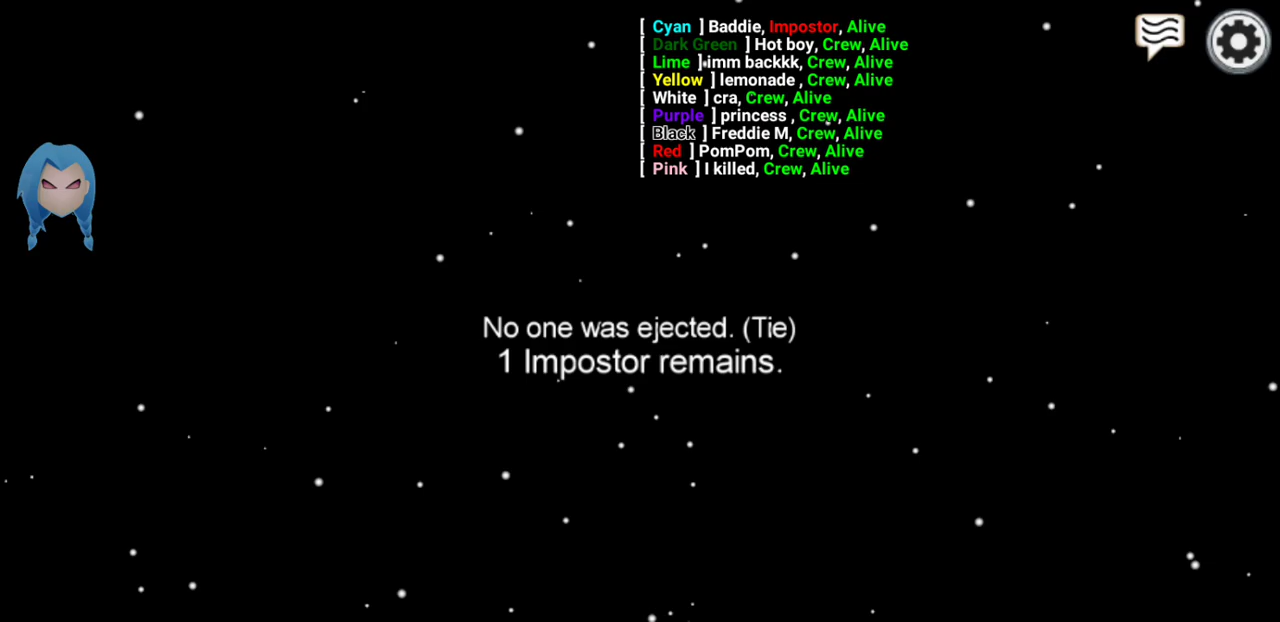 [ Cyan ] Baddie, Impostor, Alive
[ Dark Green ] Hot boy, Crew, Alive
[ Lime ] imm backkk, Crew, Alive
[ Yellow ] lemonade , Crew, Alive
[ White ] cra, Crew, Alive
[ Purple ] princess , Crew, Alive
[ Black ] Freddie M, Crew, Alive
[ Red ] PomPom, Crew, Alive
[ Pink ] I killed, Crew, Alive
No one was ejected. (Tie)
1 Impostor remains.